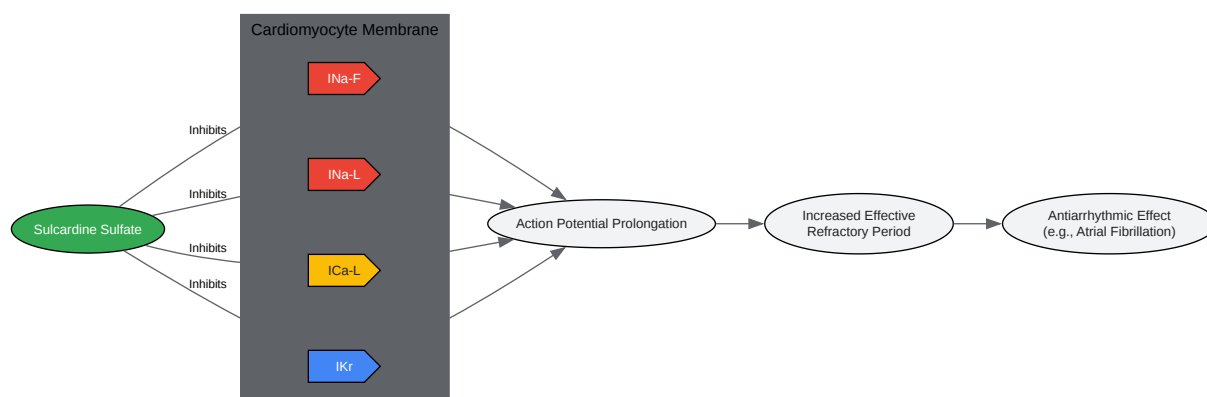 Cardiomyocyte Membrane
INa-F
Inhibits
INa-L
Inhibits
Sulcardine Sulfate
Inhibits
ICa-L
Inhibits
IKr
Action Potential Prolongation
Increased Effective
Refractory Period
Antiarrhythmic Effect
(e.g., Atrial Fibrillation)